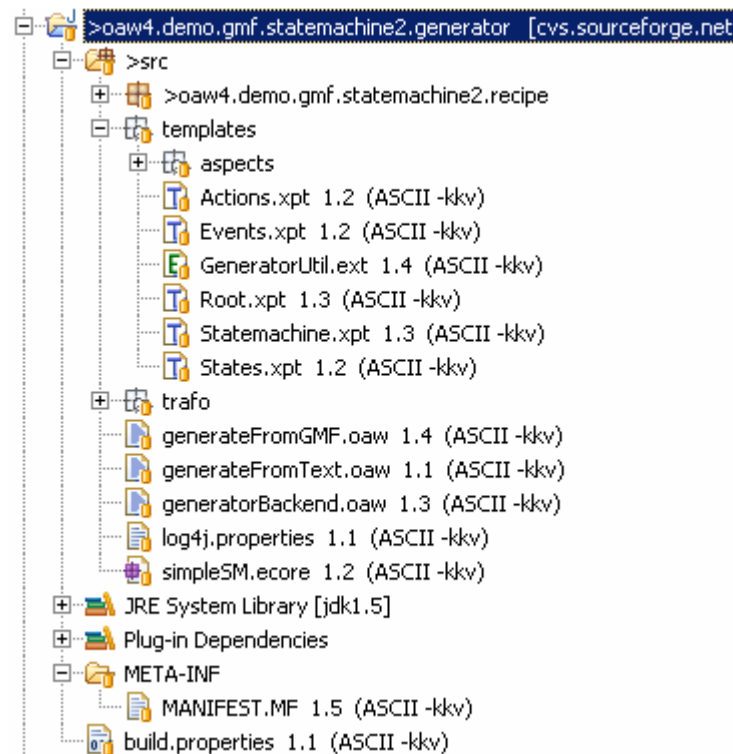 >oaw4.demo.gmf.statemachine2.generator [cvs.sourceforge.net
>src
>oaw4.demo.gmf.statemachine2.recipe
templates
aspects
Actions.xpt 1.2 (ASCII -kkv)
Events.xpt 1.2 (ASCII -kkv)
GeneratorUtil.ext 1.4 (ASCII -kkv)
Root.xpt 1.3 (ASCII -kkv)
Statemachine.xpt 1.3 (ASCII -kkv)
States.xpt 1.2 (ASCII -kkv)
trafo
generateFromGMF.oaw 1.4 (ASCII -kkv)
generateFromText.oaw 1.1 (ASCII -kkv)
generatorBackend.oaw 1.3 (ASCII -kkv)
log4j.properties 1.1 (ASCII -kkv)
simpleSM.ecore 1.2 (ASCII -kkv)
JRE System Library [jdk1.5]
Plug-in Dependencies
META-INF
MANIFEST.MF 1.5 (ASCII -kkv)
build.properties 1.1 (ASCII -kkv)